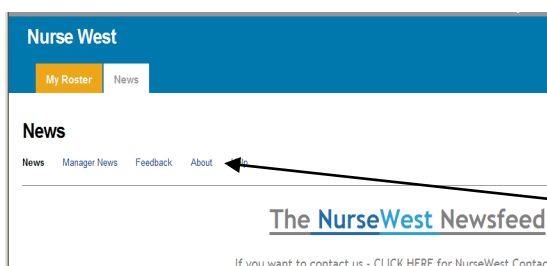 Nurse West
My Roster News
News
News Manager News Feedback About
The NurseWest Newsfeed
If you want to contact us - CLICK HERE for NurseWest Contac